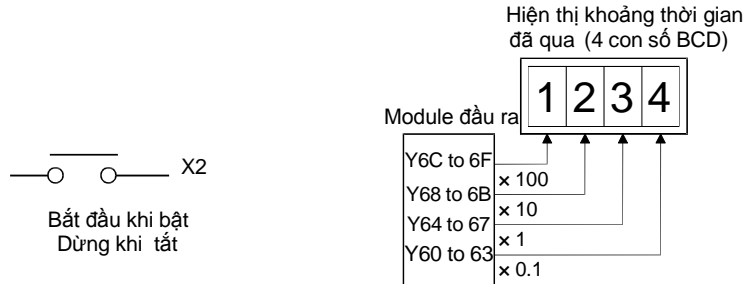 Hiện thị khoảng thời gian
đã qua (4 con số BCD)
1 2 3 4
Module đầu ra
Y6C to 6F
× 100
Y68 to 6B
× 10
Y64 to 67
× 1
Y60 to 63
× 0.1
X2
Bắt đầu khi bật
Dừng khi tắt